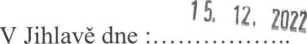 15. 12. 2022
V Jihlavě dne :..................